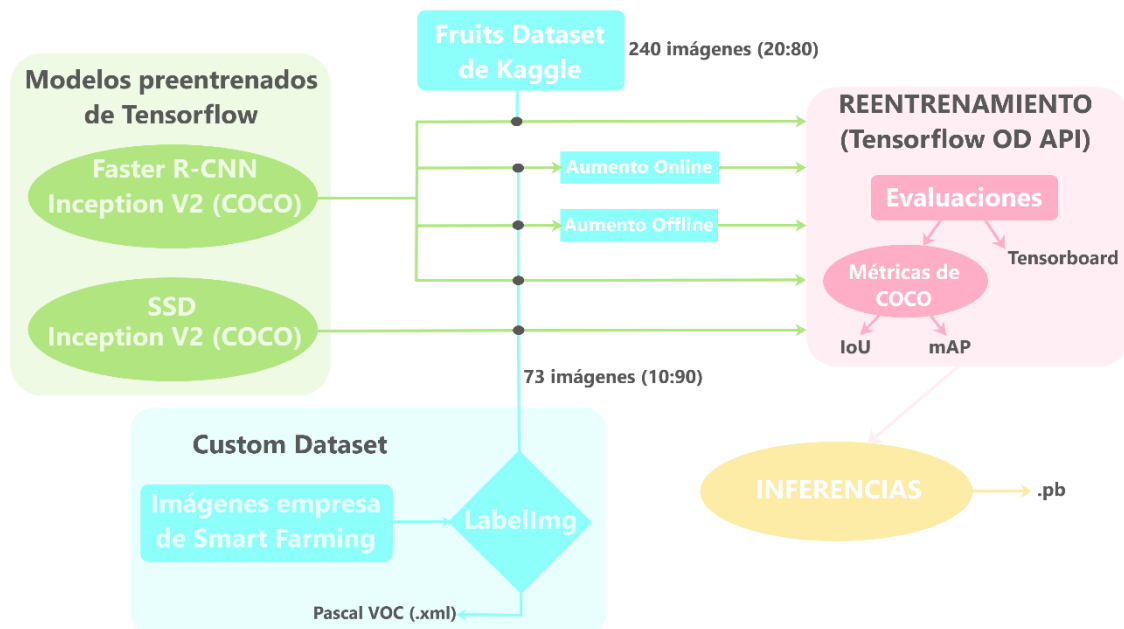 Fruits Dataset
de Kaggle
240 imágenes (20:80)
Modelos preentrenados
de Tensorflow
Faster R-CNN
Inception V2 (COCO)
SSD
Inception V2 (COCO)
Aumento Online
Aumento Offline
REENTRENAMIENTO
(Tensorflow OD API)
Evaluaciones
Tensorboard
Métricas de
COCO
IoU
mAP
73 imágenes (10:90)
Custom Dataset
Imágenes empresa
de Smart Farming
LabelImg
Pascal VOC (.xml)
INFERENCIAS
.pb